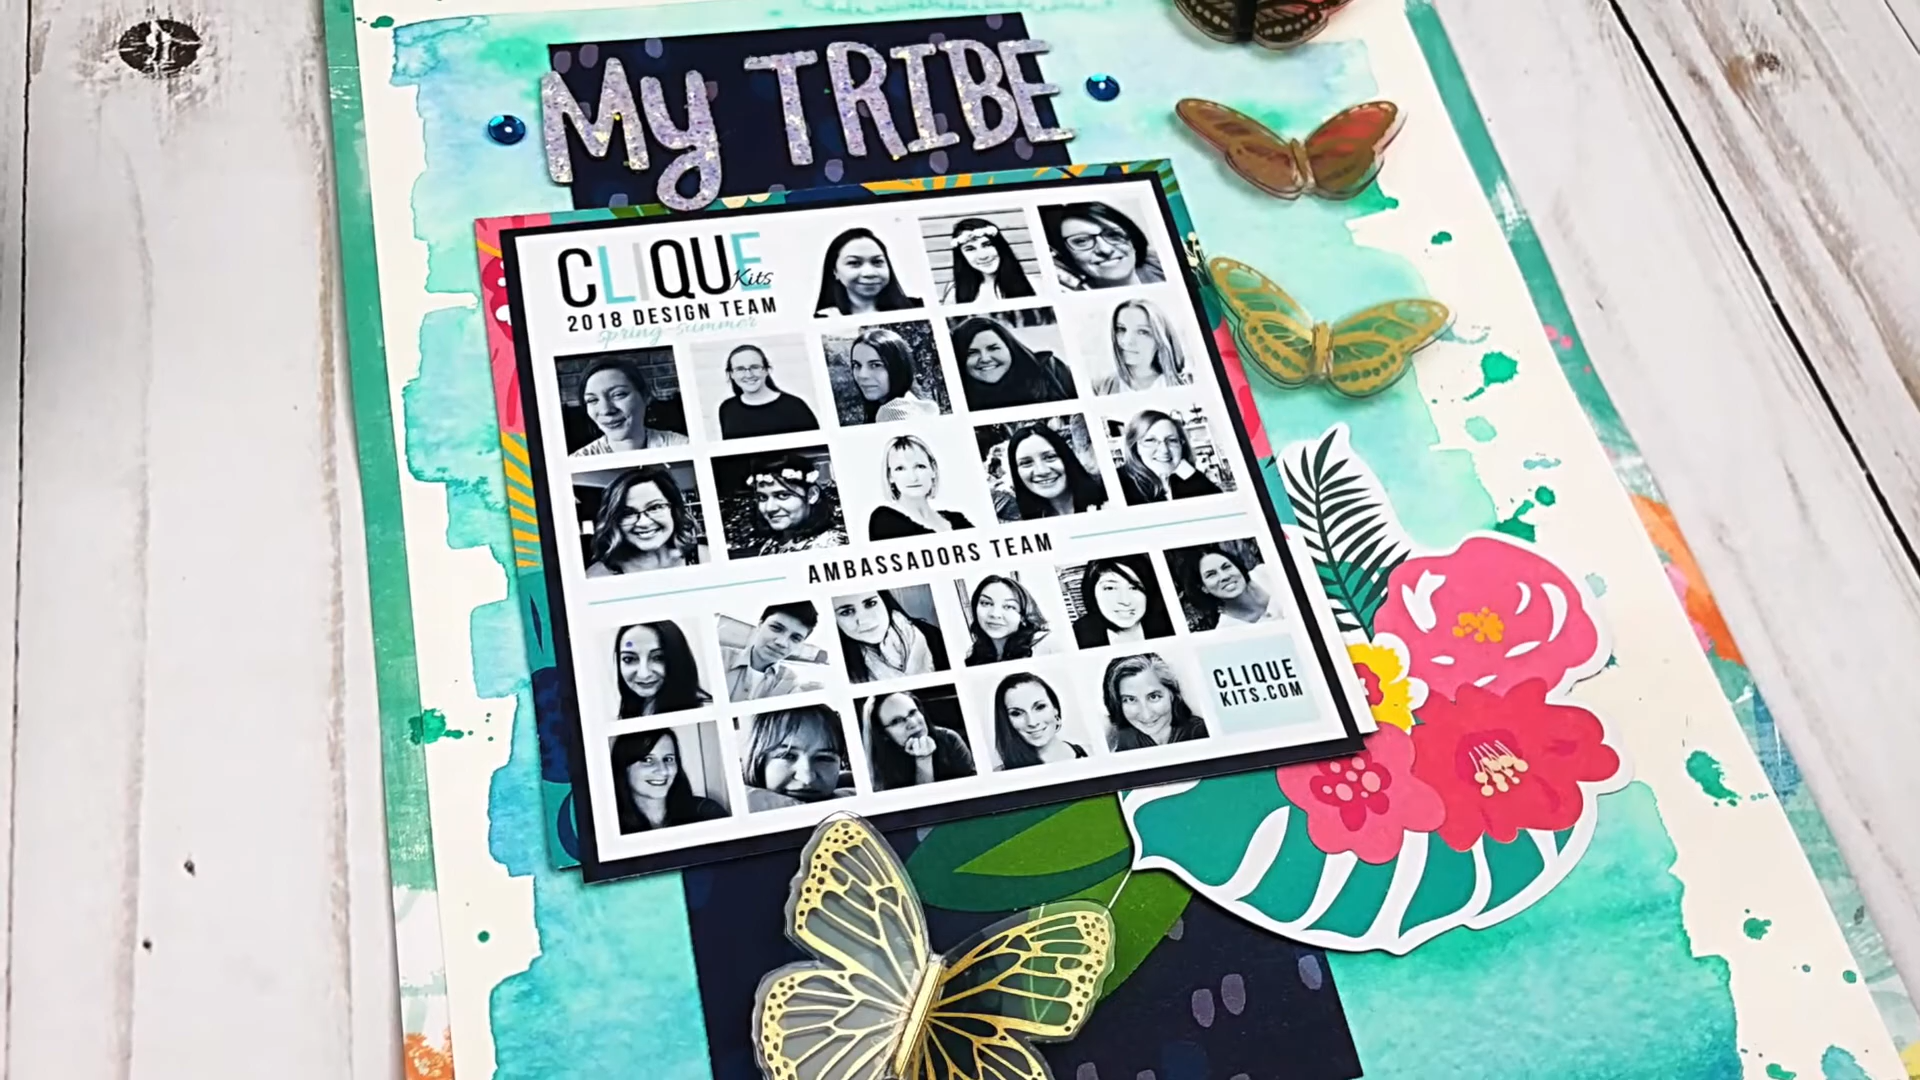 My TRIBE
CLIQUE
Kits
2018 DESIGN TEAM
spring-summer
AMBASSADORS TEAM
CLIQUE
KITS.COM